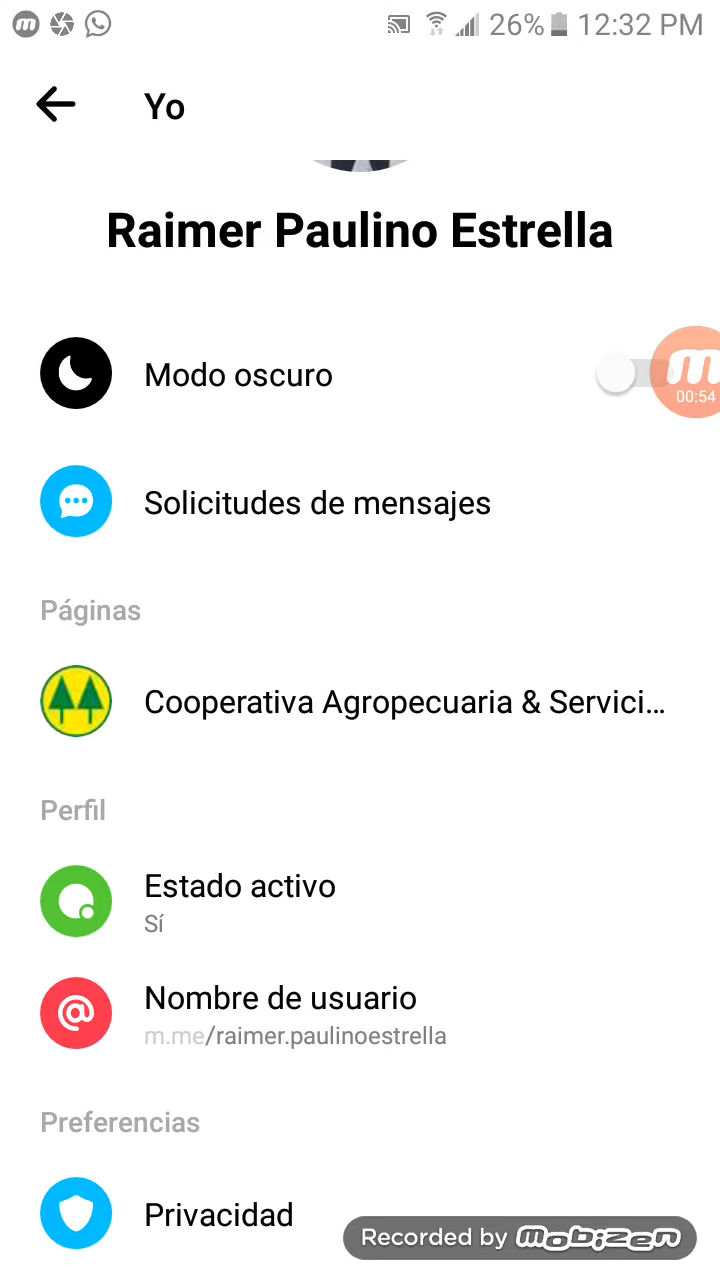 26% 12:32 PM
Yo
Raimer Paulino Estrella
Modo oscuro
00:54
Solicitudes de mensajes
Páginas
Cooperativa Agropecuaria & Servici...
Perfil
Estado activo
Sí
Nombre de usuario
m.me/raimer.paulinoestrella
Preferencias
Privacidad
Recorded by mobizen